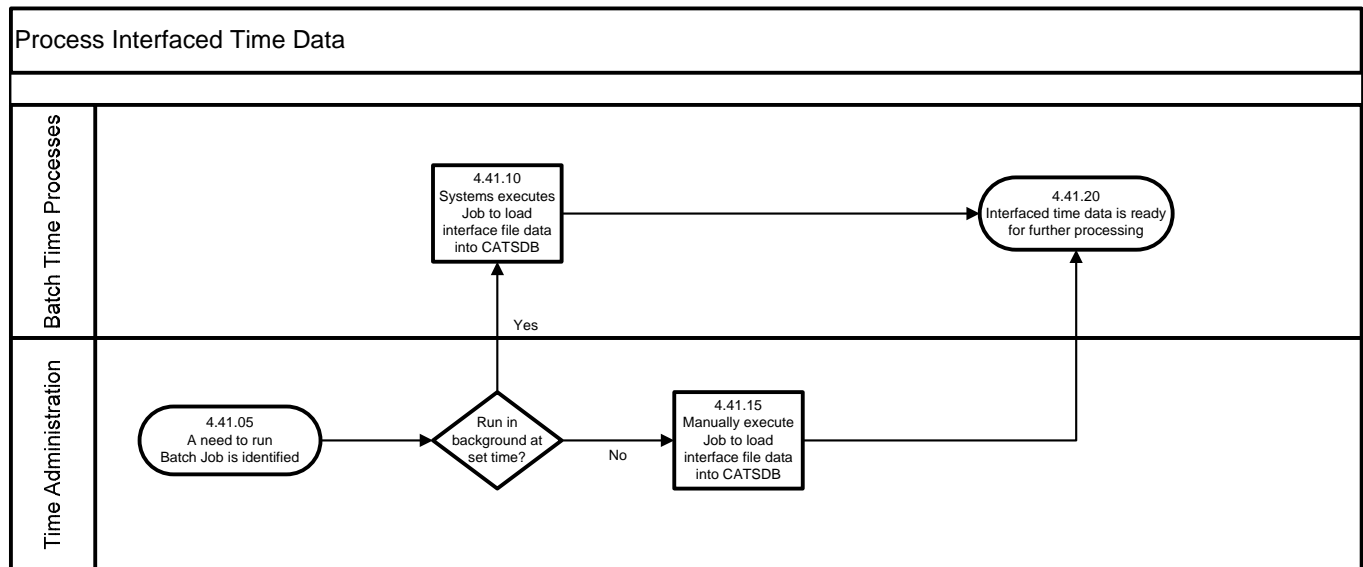 Process Interfaced Time Data
Batch Time Processes
4.41.10
Systems executes
Job to load
interface file data
into CATSDB
4.41.20
Interfaced time data is ready
for further processing
Yes
Time Administration
4.41.05
A need to run
Batch Job is identified
Run in
background at
set time?
No
4.41.15
Manually execute
Job to load
interface file data
into CATSDB